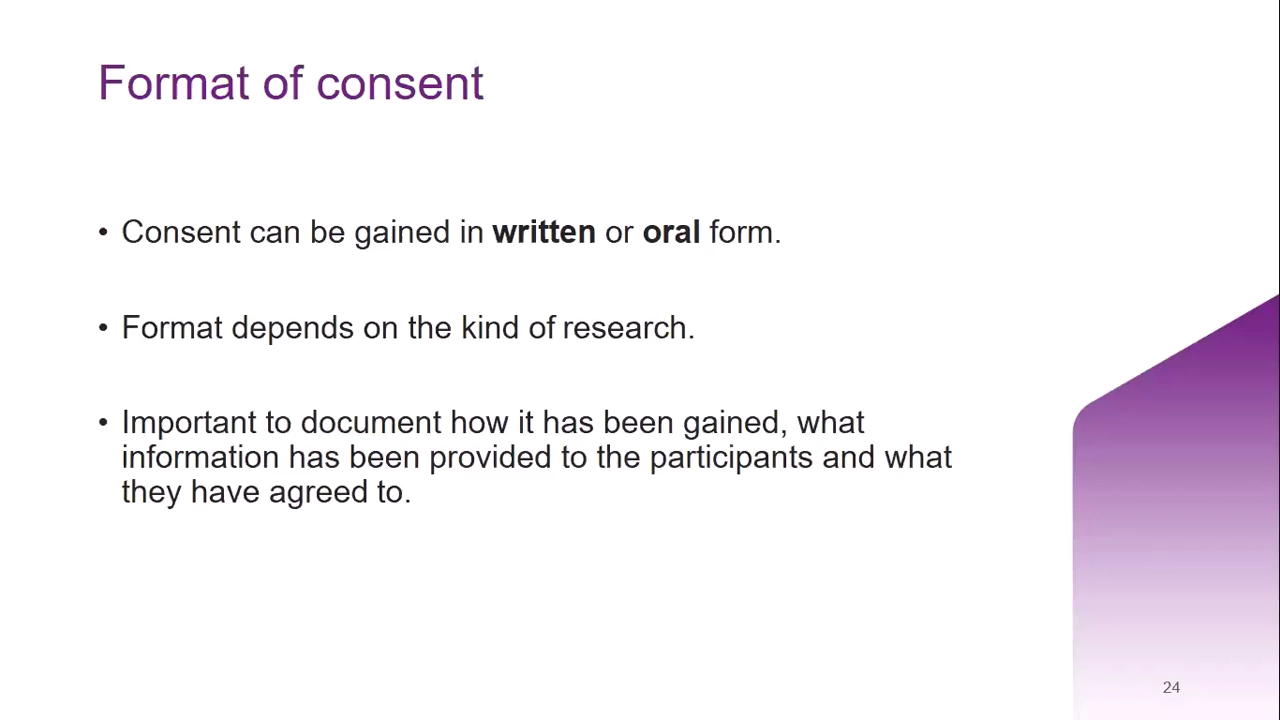 Format of consent
• Consent can be gained in written or oral form.
• Format depends on the kind of research.
• Important to document how it has been gained, what
information has been provided to the participants and what
they have agreed to.
24